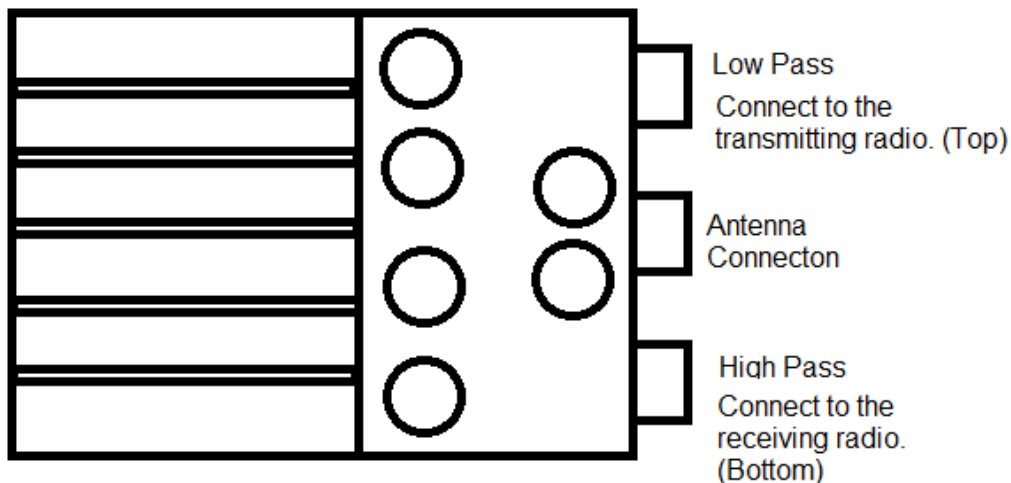 Low Pass
Connect to the
transmitting radio. (Top)
Antenna
Connecton
High Pass
Connect to the
receiving radio.
(Bottom)